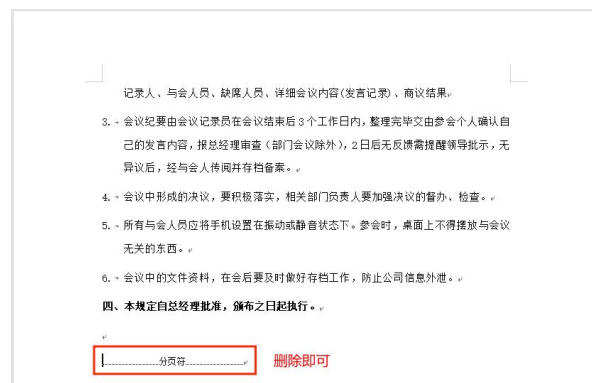 记录人、与会人员、缺席人员、详细会议内容(发言记录)、商议结果
3. 会议纪要由会议记录员在会议结束后3个工作日内，整理完毕交由参会个人确认自
己的发言内容，报总经理审查（部门会议除外），2日后无反馈需提醒领导批示，无
异议后，经与会人传阅并存档备案。
4. 会议中形成的决议，要积极落实，相关部门负责人要加强决议的督办、检查。
5. 所有与会人员应将手机设置在振动或静音状态下。参会时，桌面上不得摆放与会议
无关的东西。
6. 会议中的文件资料，在会后要及时做好存档工作，防止公司信息外泄。
四、本规定自总经理批准，颁布之日起执行。
分页符 删除即可